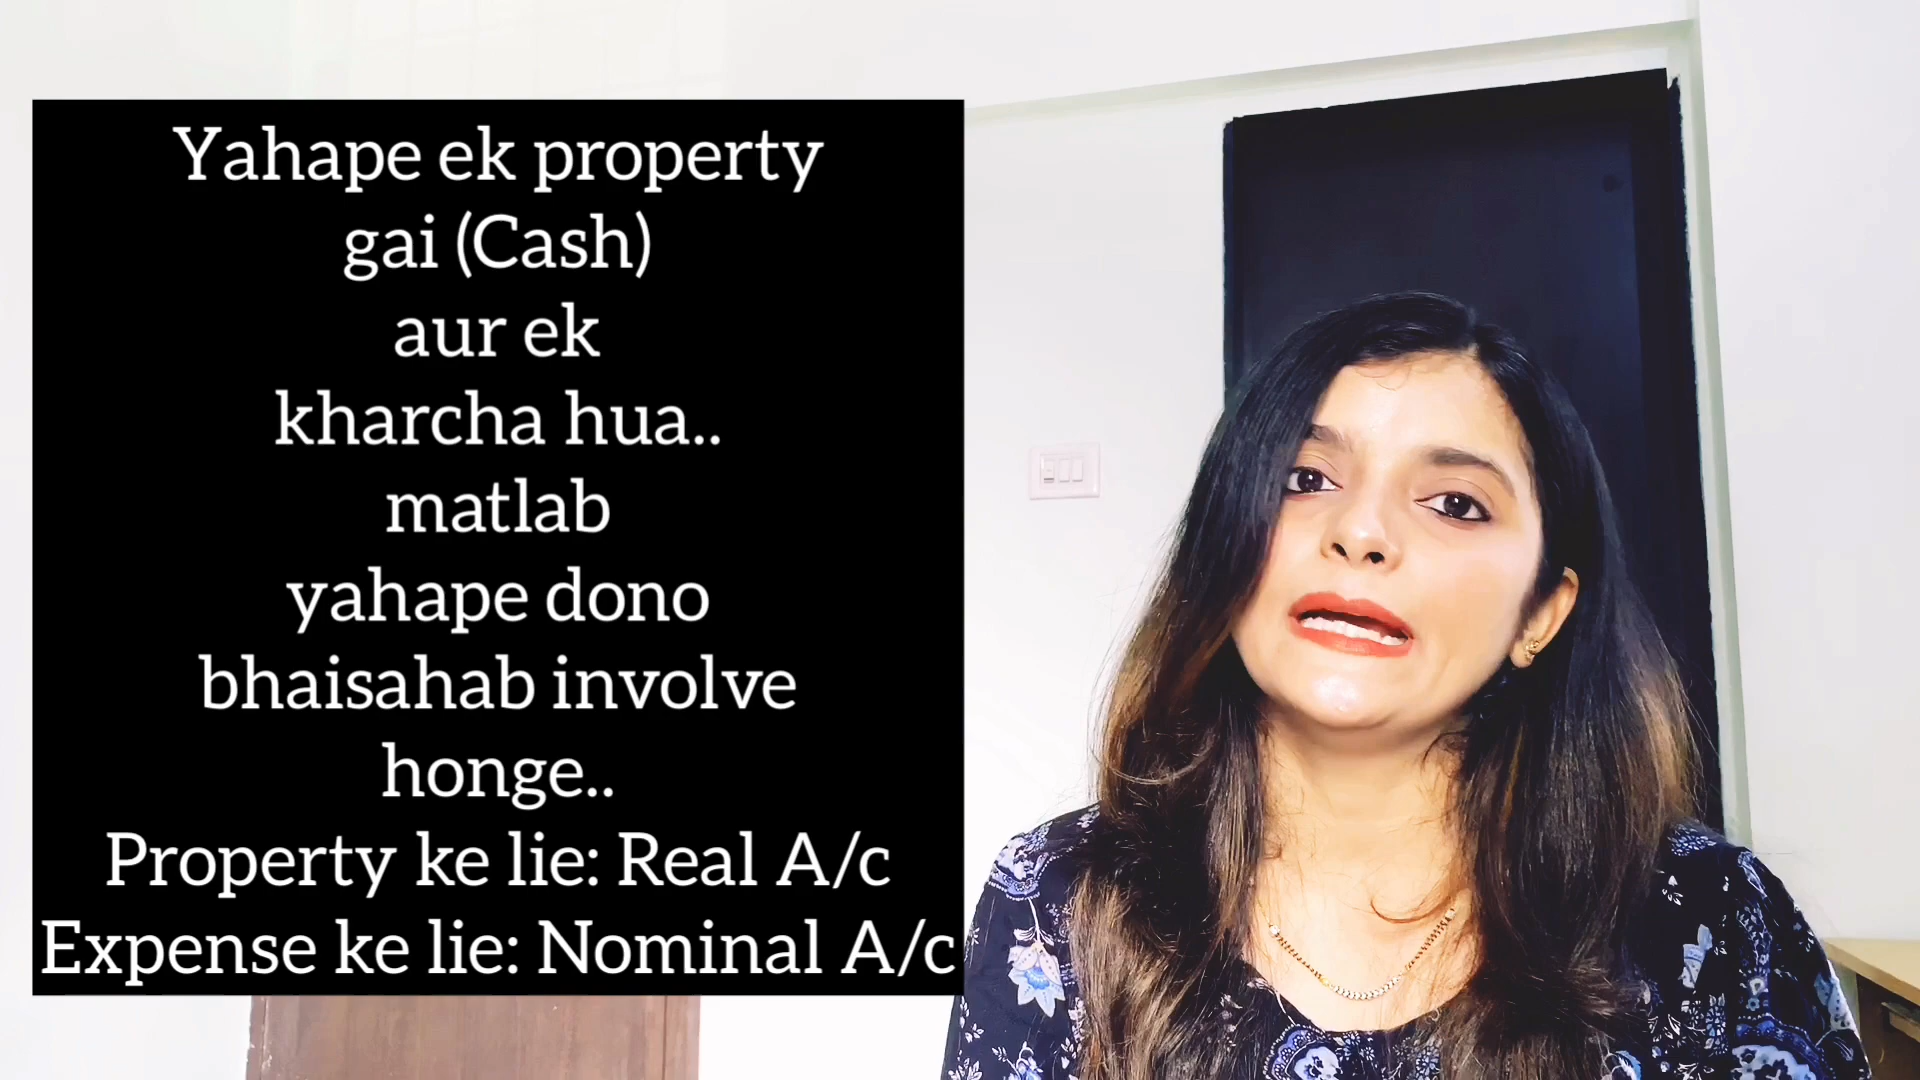 Yahape ek property
gai (Cash)
aur ek
kharcha hua..
matlab
yahape dono
bhaisahab involve
honge..
Property ke lie: Real A/c
Expense ke lie: Nominal A/c